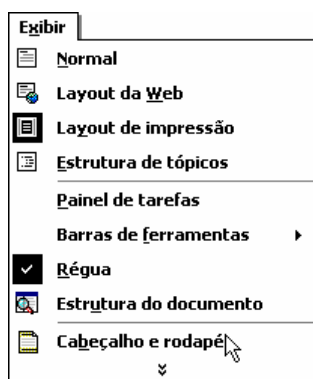 Exibir
Normal
Layout da Web
Layout de impressão
Estrutura de tópicos
Painel de tarefas
Barras de ferramentas
Régua
Estrutura do documento
Cabeçalho e rodapé